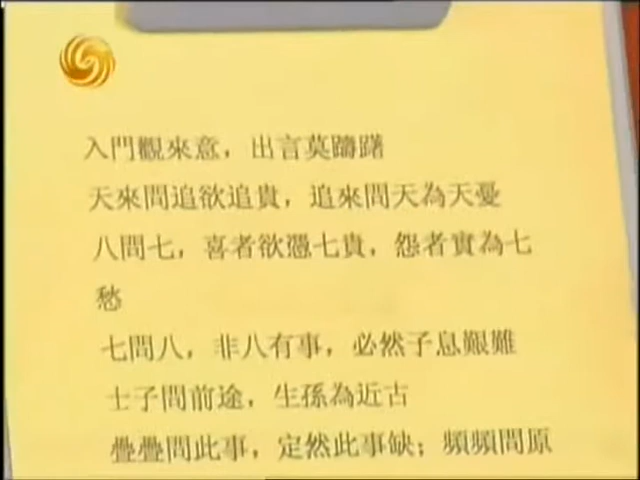 入門觀來意，出言莫躊躇
天來問追欲追貴，追來問天為天憂
八問七，喜者欲憑七貴，怨者實為七
愁
七問八，非八有事，必然子息艱難
士子問前途，生孫為近古
疊疊問此事，定然此事缺；頻頻問原